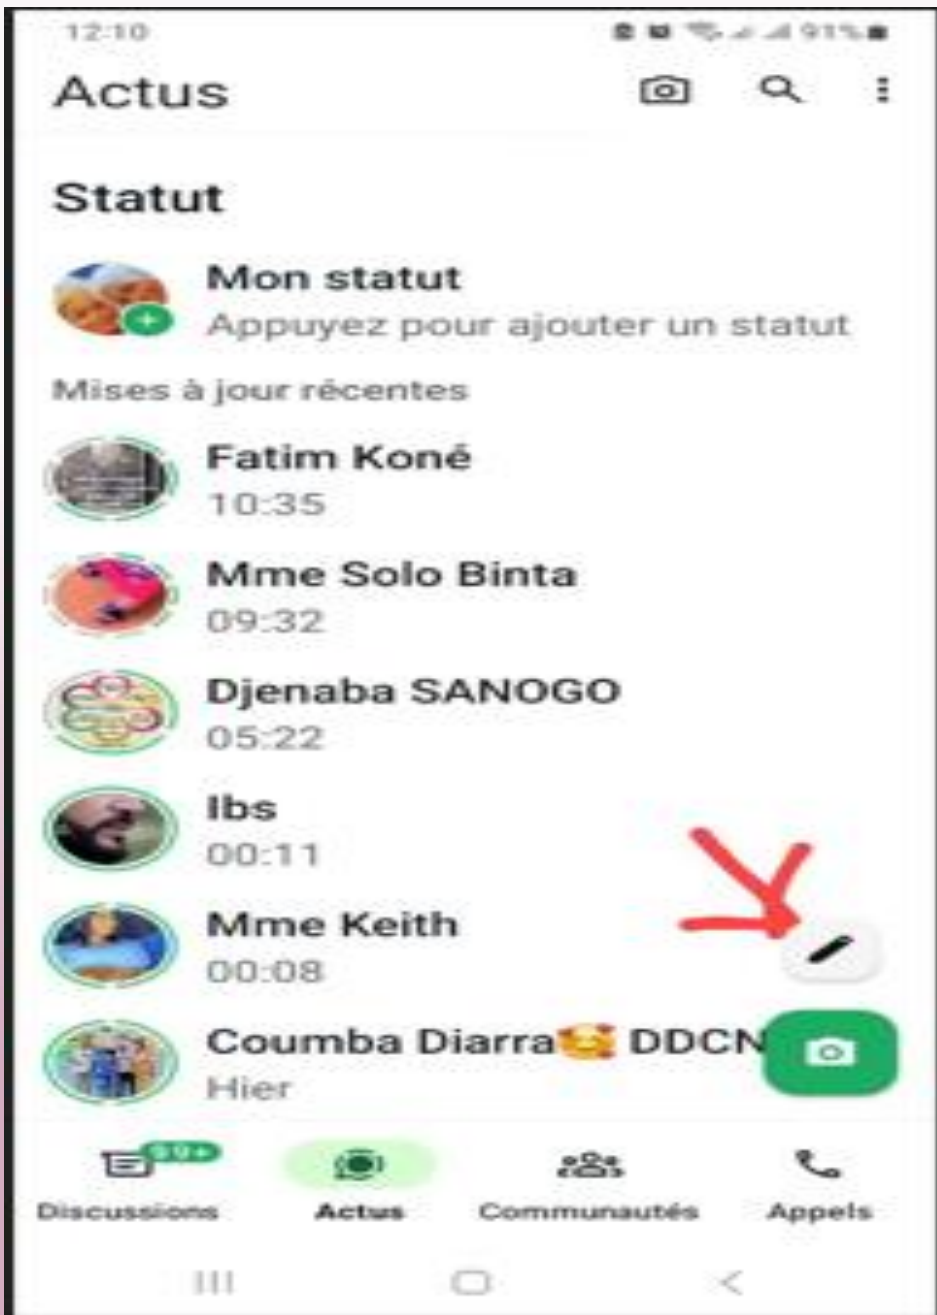 12:10
91%
Actus
Statut
Mon statut
Appuyez pour ajouter un statut
Mises à jour récentes
Fatim Koné
10:35
Mme Solo Binta
09:32
Djenaba SANOGO
05:22
Ibs
00:11
Mme Keith
00:08
Coumba Diarra🥰 DDCN
Hier
99+
Discussions
Actus
Communautés
Appels